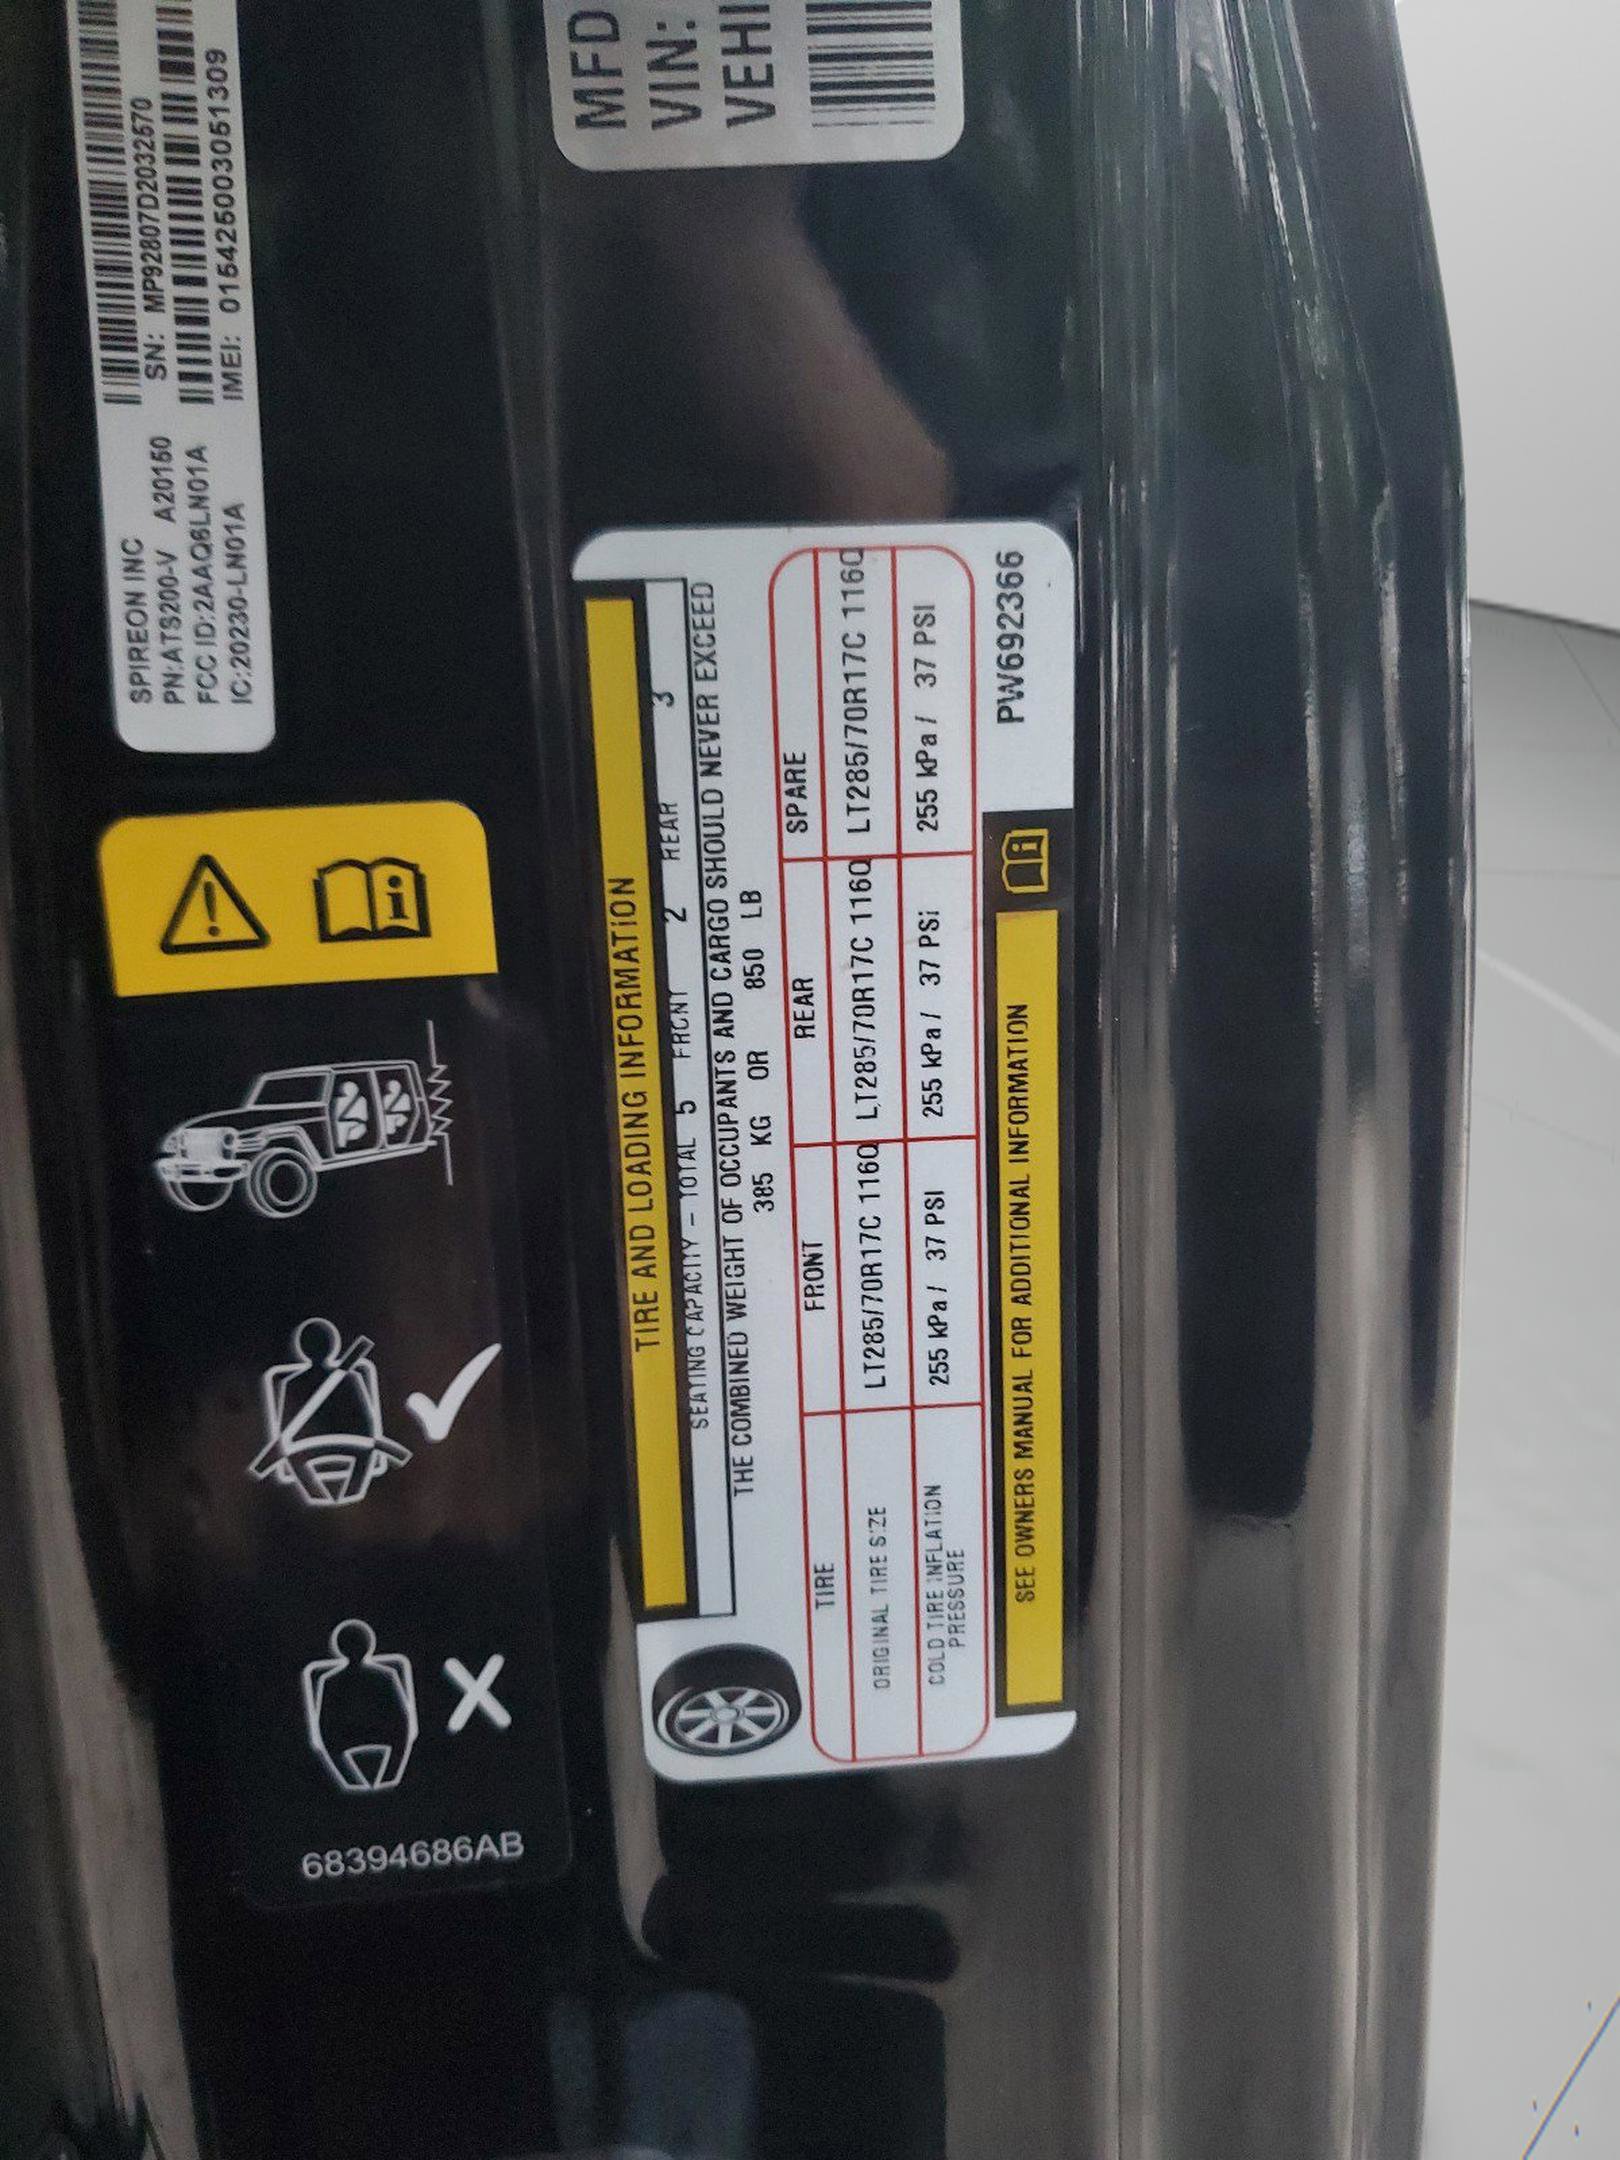 SPIREON INC
PN:ATS200-V A20150
FCC ID:2AAQ6LN01A
IC:20230-LN01A
SN: MP92807D2032570
IMEI: 015425003051309
MFD
VIN:
VEHI
TIRE AND LOADING INFORMATION
SEATING CAPACITY – TOTAL 5 FRONT 2 REAR 3
THE COMBINED WEIGHT OF OCCUPANTS AND CARGO SHOULD NEVER EXCEED
385 KG OR 850 LB
TIRE FRONT REAR SPARE
ORIGINAL TIRE SIZE LT285/70R17C 116Q LT285/70R17C 116Q LT285/70R17C 116Q
COLD TIRE INFLATION PRESSURE 255 kPa / 37 PSI 255 kPa / 37 PSI 255 kPa / 37 PSI
SEE OWNERS MANUAL FOR ADDITIONAL INFORMATION
PW692366
68394686AB